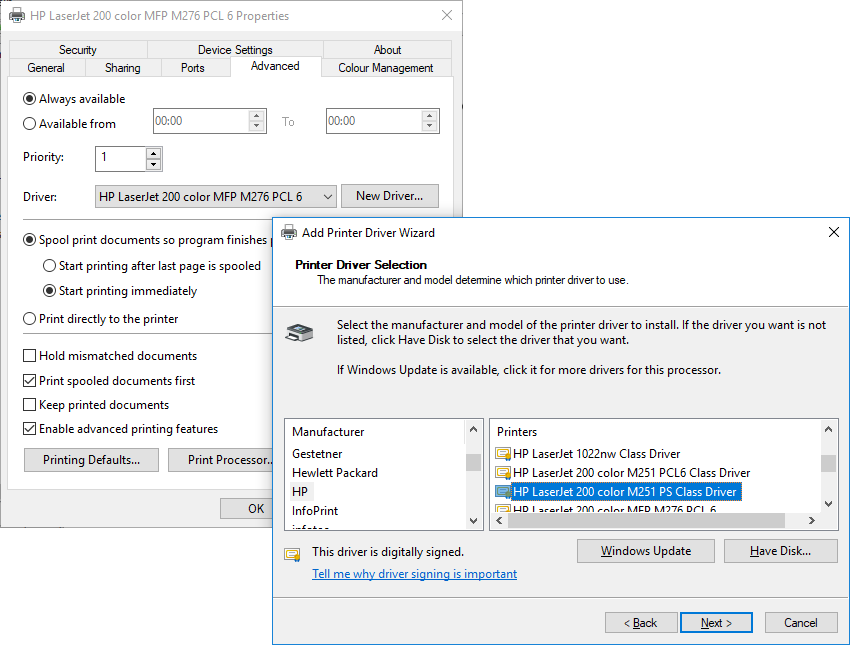 HP LaserJet 200 color MFP M276 PCL 6 Properties
Security Device Settings About
General Sharing Ports Advanced Colour Management
Always available
Available from 00:00 To 00:00
Priority: 1
Driver: HP LaserJet 200 color MFP M276 PCL 6 New Driver...
Spool print documents so program finishes
Start printing after last page is spooled
Start printing immediately
Print directly to the printer
Hold mismatched documents
Print spooled documents first
Keep printed documents
Enable advanced printing features
Printing Defaults... Print Processor..
OK
Add Printer Driver Wizard
Printer Driver Selection
The manufacturer and model determine which printer driver to use.
Select the manufacturer and model of the printer driver to install. If the driver you want is not
listed, click Have Disk to select the driver that you want.
If Windows Update is available, click it for more drivers for this processor.
Manufacturer
Gestetner
Hewlett Packard
HP
InfoPrint
infotec
Printers
HP LaserJet 1022nw Class Driver
HP LaserJet 200 color M251 PCL6 Class Driver
HP LaserJet 200 color M251 PS Class Driver
HP LaserJet 200 color MFP M276 PCL 6
This driver is digitally signed.
Tell me why driver signing is important
Windows Update Have Disk...
< Back Next > Cancel